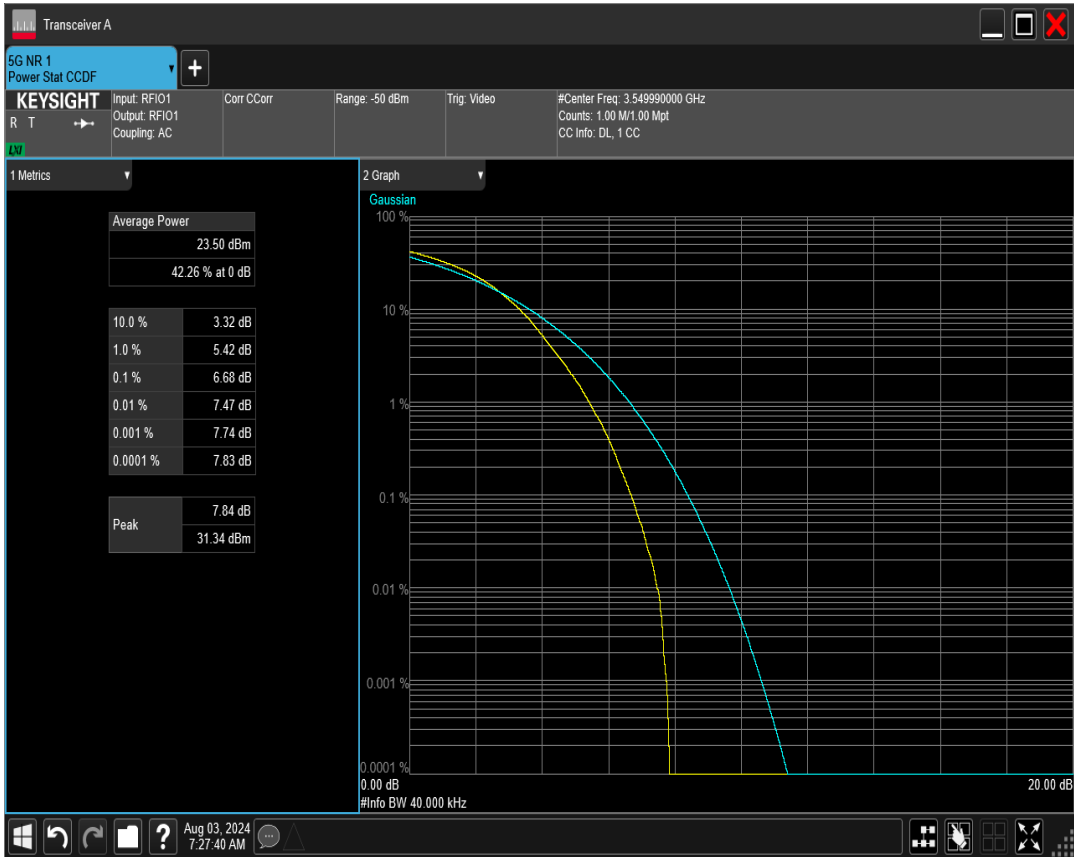 Transceiver A
5G NR 1
Power Stat CCDF
+
KEYSIGHT
R T
LXI
Input: RFIO1
Output: RFIO1
Coupling: AC
Corr CCorr
Range: -50 dBm
Trig: Video
#Center Freq: 3.549990000 GHz
Counts: 1.00 M/1.00 Mpt
CC Info: DL, 1 CC
1 Metrics
Average Power
23.50 dBm
42.26 % at 0 dB
10.0 % 3.32 dB
1.0 % 5.42 dB
0.1 % 6.68 dB
0.01 % 7.47 dB
0.001 % 7.74 dB
0.0001 % 7.83 dB
Peak 7.84 dB
31.34 dBm
2 Graph
Gaussian
100 %
10 %
1 %
0.1 %
0.01 %
0.001 %
0.0001 %
0.00 dB 20.00 dB
#Info BW 40.000 kHz
?
Aug 03, 2024
7:27:40 AM